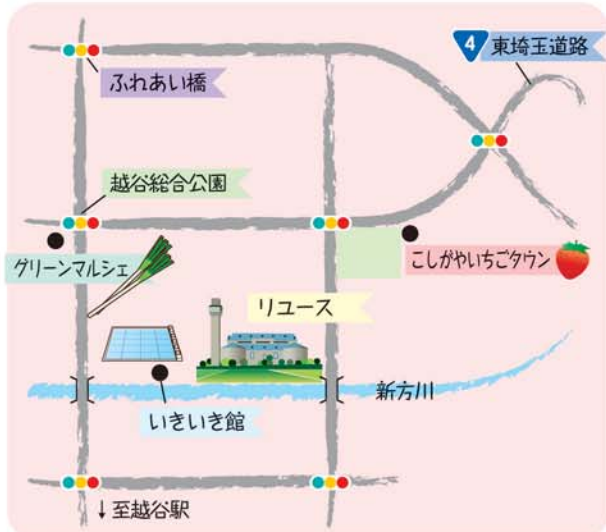 4 東埼玉道路
ふれあい橋
越谷総合公園
グリーンマルシェ
こしがやいちごタウン
リユース
新方川
いきいき館
↓至越谷駅